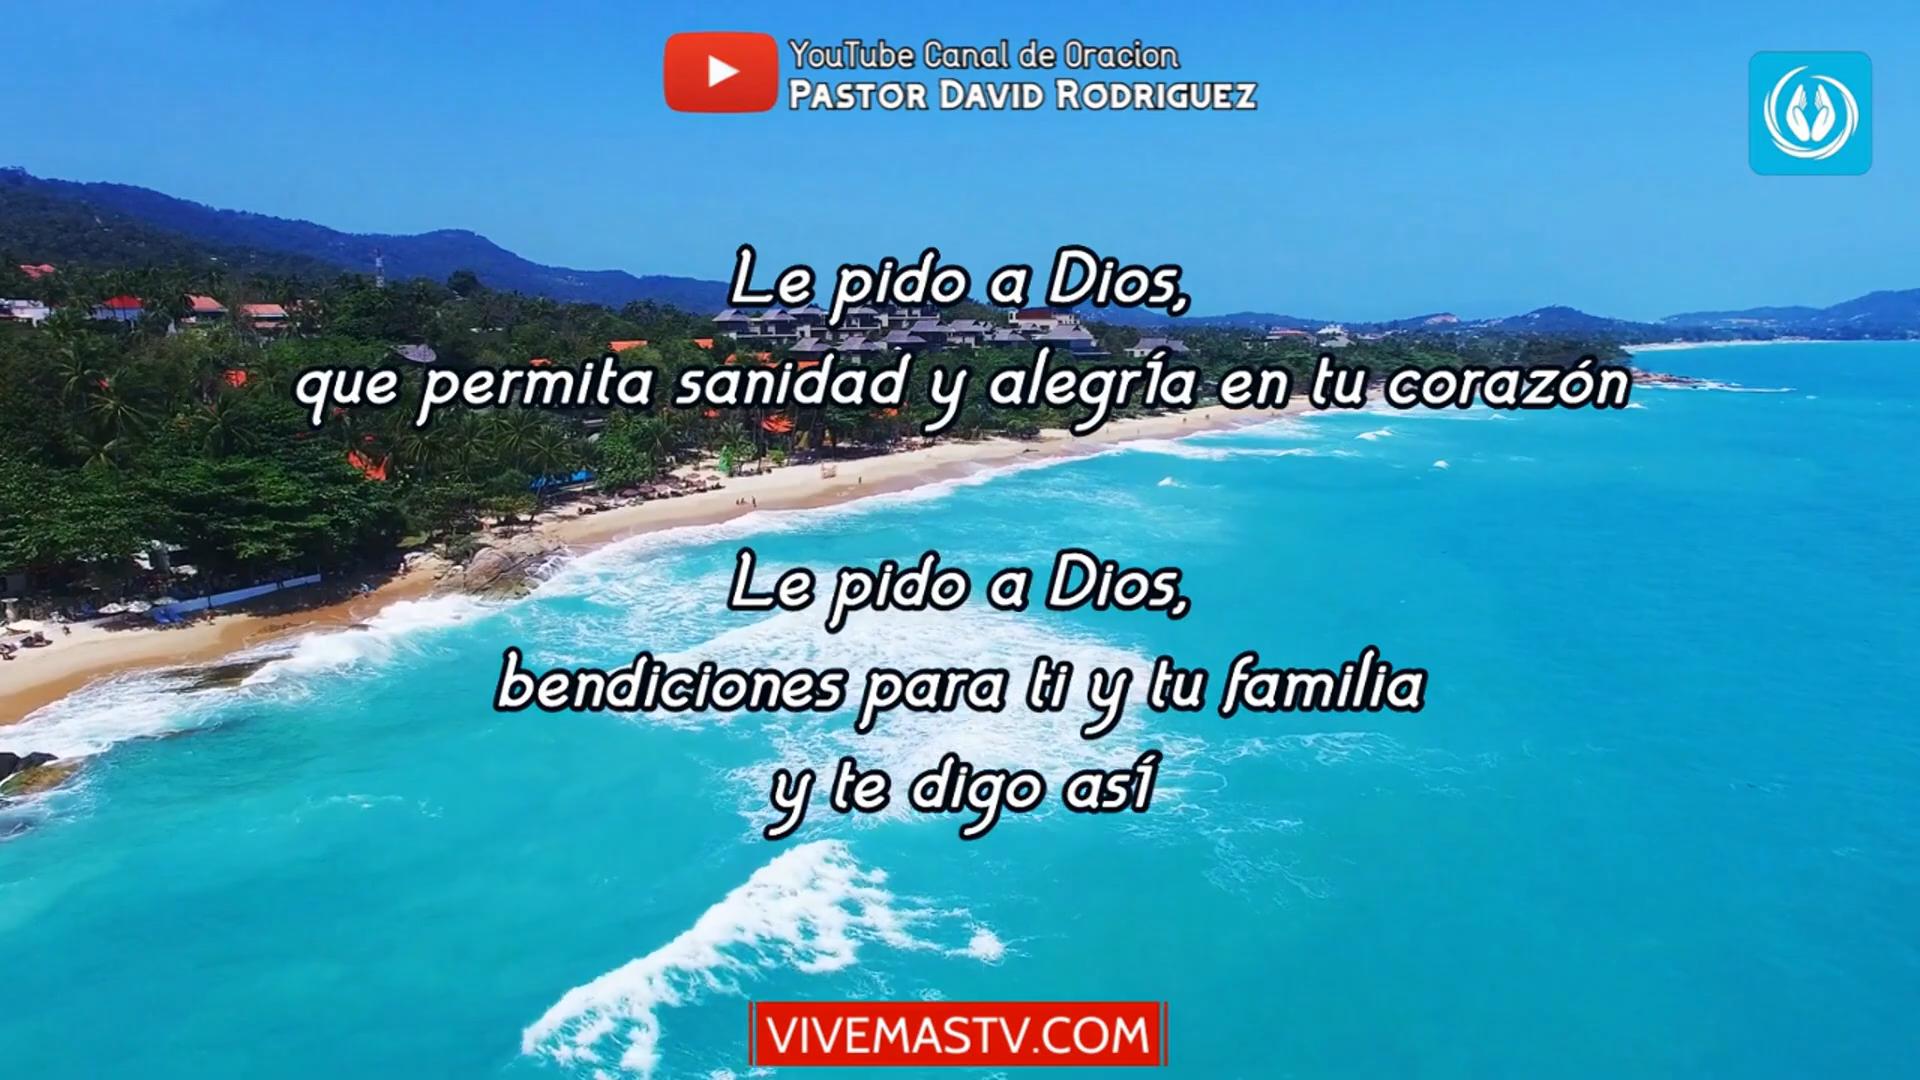 YouTube Canal de Oracion
PASTOR DAVID RODRIGUEZ
Le pido a Dios,
que permita sanidad y alegría en tu corazón
Le pido a Dios,
bendiciones para ti y tu familia
y te digo así
VIVEMASTV.COM